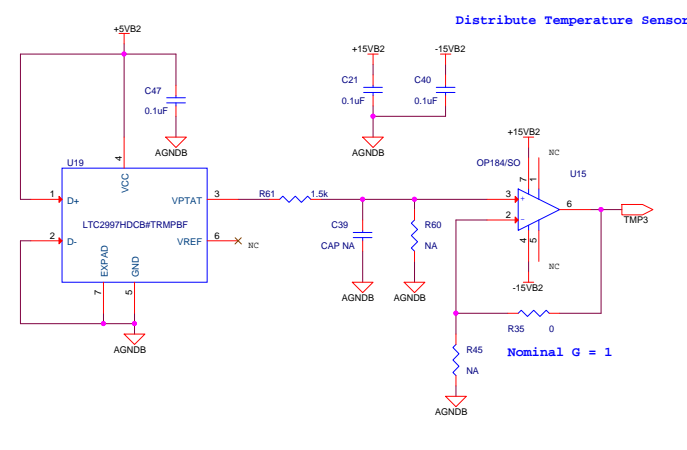 Distribute Temperature Sensor
+5VB2
+15VB2
-15VB2
C47
0.1uF
C21
0.1uF
C40
0.1uF
AGNDB
AGNDB
+15VB2
U19
4
VCC
1
D+
VPTAT
3
R61
1.5k
LTC2997HDCB#TRMPBF
2
D-
VREF
6
NC
EXPAD
GND
7
5
AGNDB
C39
CAP NA
R60
NA
AGNDB
AGNDB
OP184/SO
U15
NC
7
1
3
+
2
-
6
TMP3
4
5
NC
-15VB2
R35
0
R45
NA
Nominal G = 1
AGNDB